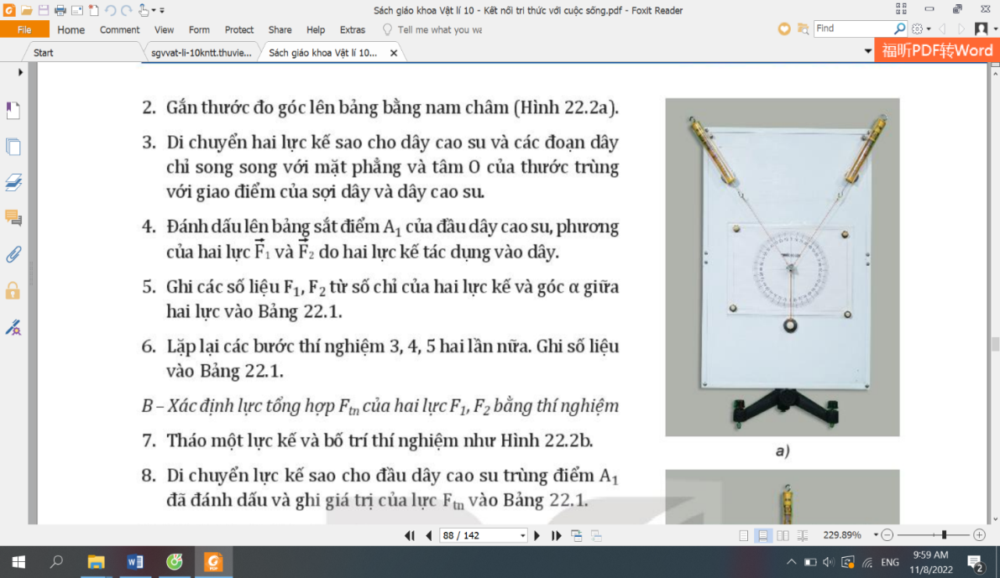 Sách giáo khoa Vật lí 10 - Kết nối tri thức với cuộc sống.pdf - Foxit Reader
File Home Comment View Form Protect Share Help Extras Tell me what you wa Find
Start sgvvat-li-10kntt.thuvie... Sách giáo khoa Vật lí 10... 福昕PDF转Word
2. Gắn thước đo góc lên bảng bằng nam châm (Hình 22.2a).
3. Di chuyển hai lực kế sao cho dây cao su và các đoạn dây
chỉ song song với mặt phẳng và tâm O của thước trùng
với giao điểm của sợi dây và dây cao su.
4. Đánh dấu lên bảng sắt điểm A₁ của đầu dây cao su, phương
của hai lực F⃗₁ và F⃗₂ do hai lực kế tác dụng vào dây.
5. Ghi các số liệu F₁, F₂ từ số chỉ của hai lực kế và góc α giữa
hai lực vào Bảng 22.1.
6. Lặp lại các bước thí nghiệm 3, 4, 5 hai lần nữa. Ghi số liệu
vào Bảng 22.1.
B – Xác định lực tổng hợp Ftn của hai lực F₁, F₂ bằng thí nghiệm
7. Tháo một lực kế và bố trí thí nghiệm như Hình 22.2b.
8. Di chuyển lực kế sao cho đầu dây cao su trùng điểm A₁
đã đánh dấu và ghi giá trị của lực Ftn vào Bảng 22.1.
a)
88 / 142
229.89%
ENG
9:59 AM
11/8/2022
2